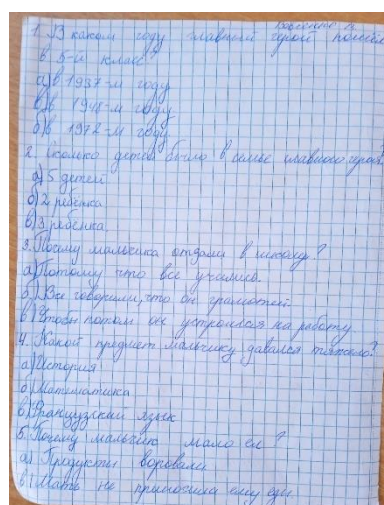 1. В каком году главный герой пошёл
в 5-й класс?
а) в 1937-м году
в) в 1948-м году
б) в 1972-м году
2. Сколько детей было в семье главного героя?
а) 5 детей
б) 2 ребёнка
в) 3 ребёнка
3. Почему мальчика отдали в школу?
а) Потому что все учились.
б) Все говорили, что он грамотей
в) Чтобы потом он устроился на работу.
4. Какой предмет мальчику давался тяжело?
а) История
б) Математика
в) Французский язык
5. Почему мальчик мало ел?
а) Продукты воровали
в) Мать не приносила ему еды